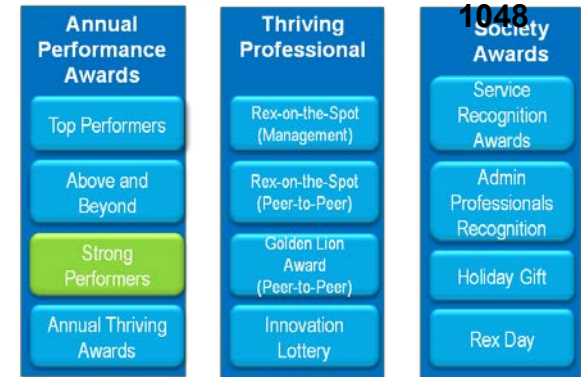 Annual
Performance
Awards
Top Performers
Above and
Beyond
Strong
Performers
Annual Thriving
Awards
Thriving
Professional
Rex-on-the-Spot
(Management)
Rex-on-the-Spot
(Peer-to-Peer)
Golden Lion
Award
(Peer-to-Peer)
Innovation
Lottery
1048
Society
Awards
Service
Recognition
Awards
Admin
Professionals
Recognition
Holiday Gift
Rex Day